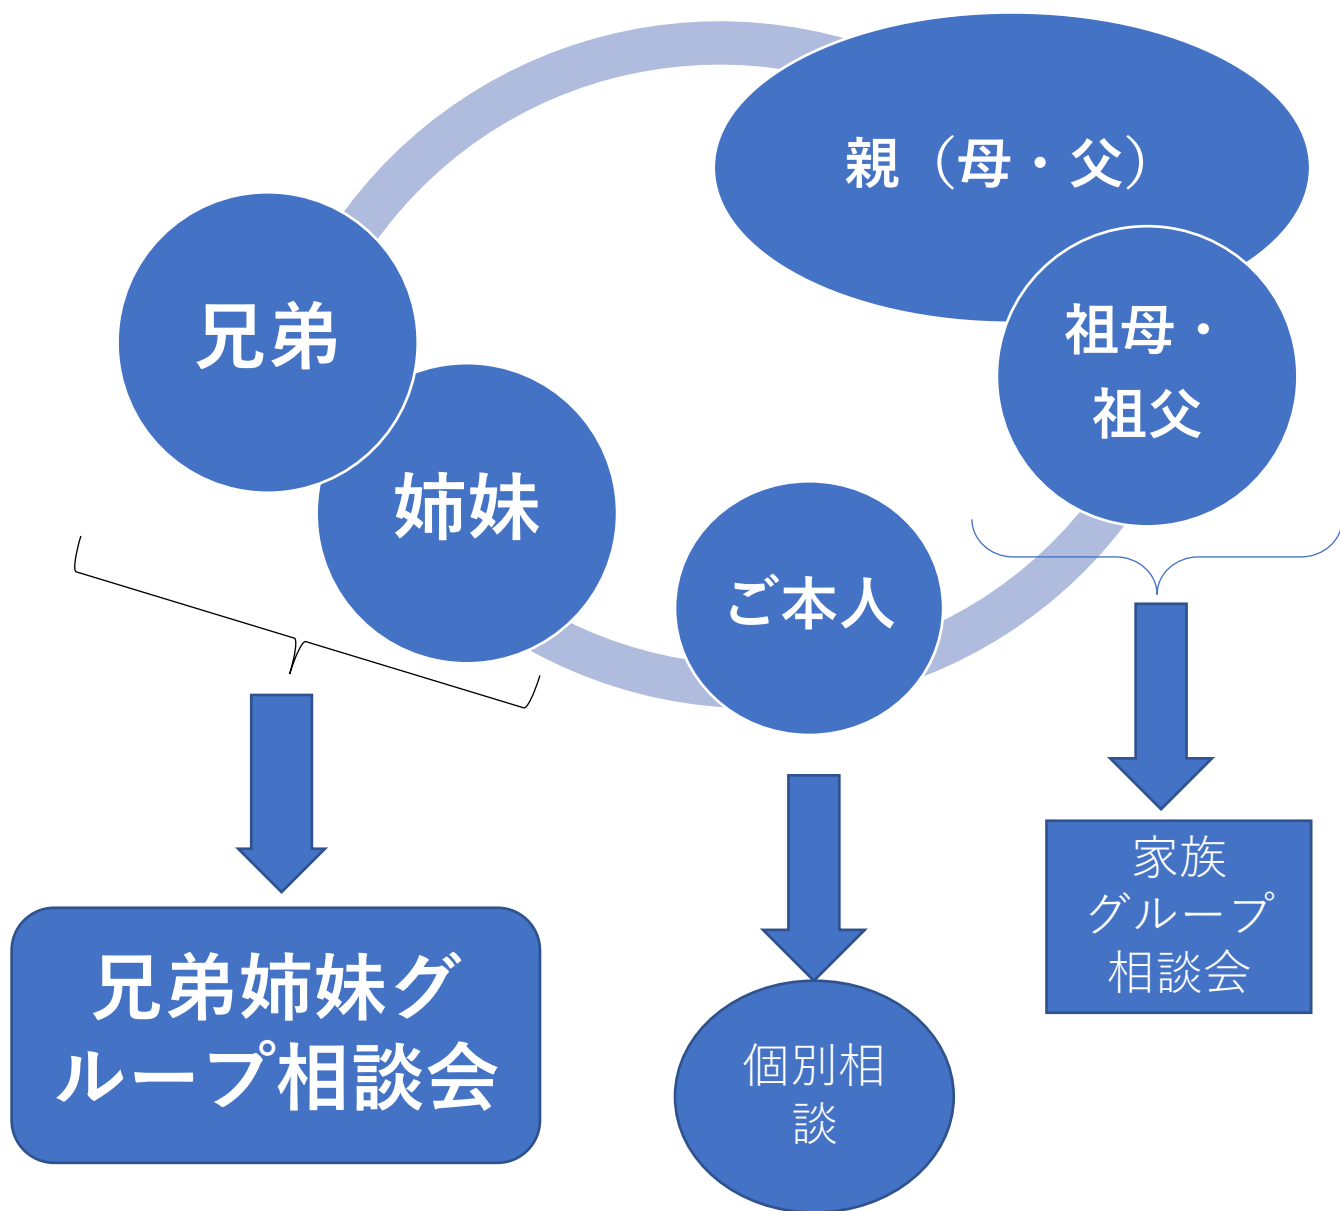 親（母・父）
兄弟
祖母・
祖父
姉妹
ご本人
家族
グループ
相談会
兄弟姉妹グ
ループ相談会
個別相
談